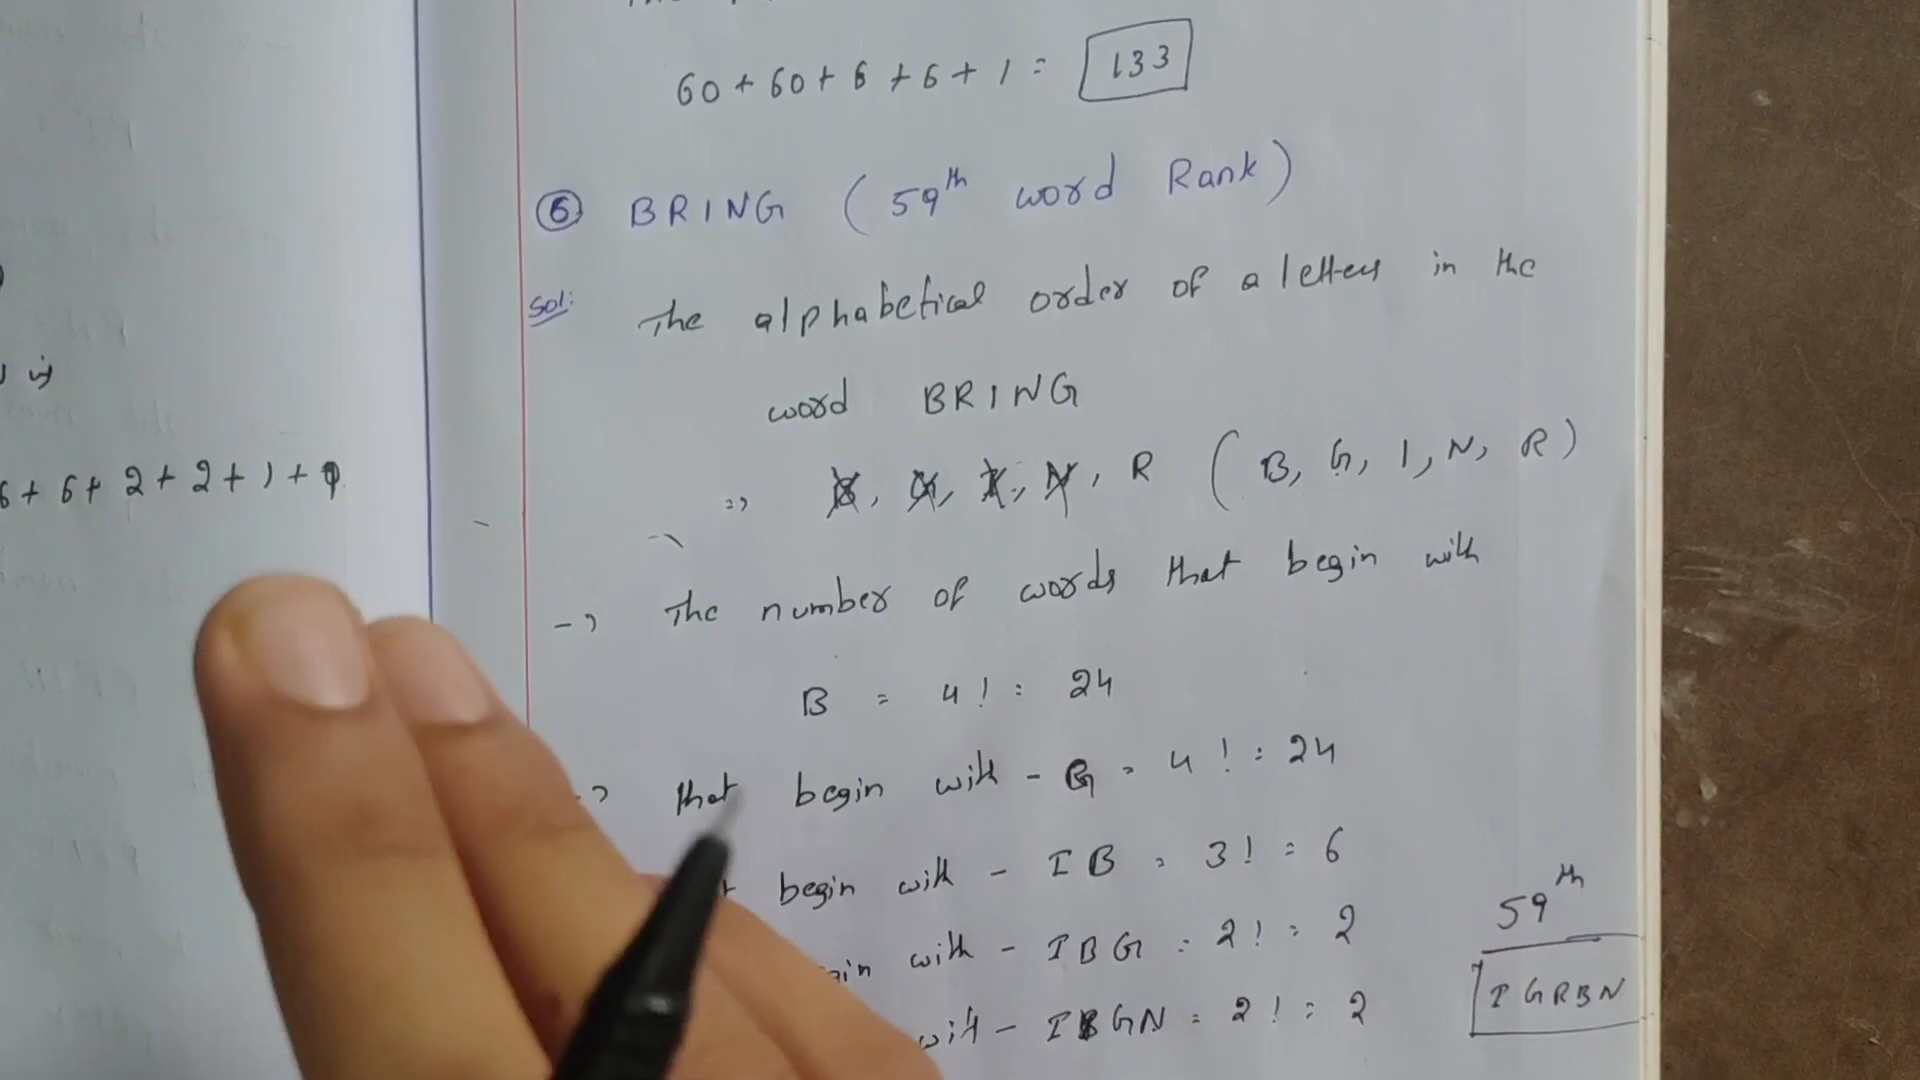 6 + 6 + 2 + 2 + 1 +
60 + 60 + 6 + 6 + 1 = 133
⑤ BRING (59th word Rank)
Sol: The alphabetical order of a letters in the
word BRING
=> B, G, I, N, R (B, G, I, N, R)
-> The number of words that begin with
B = 4! = 24
-> that begin with - G = 4! = 24
begin with - IB = 3! = 6
with - IBG = 2! = 2
with - IGN = 2! = 2
59th
IGRBN